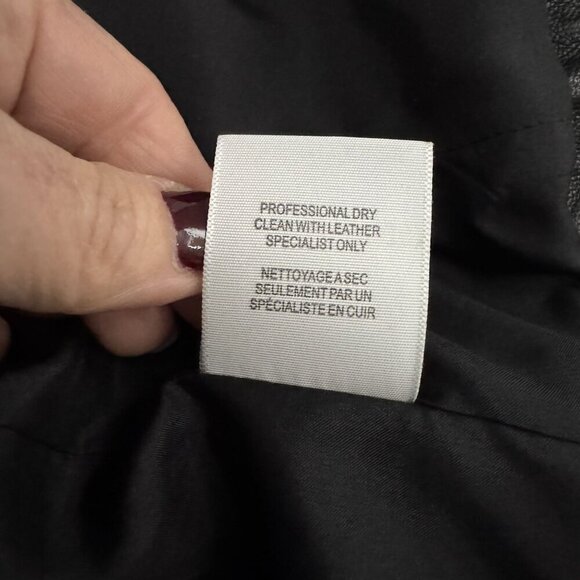 PROFESSIONAL DRY
CLEAN WITH LEATHER
SPECIALIST ONLY
NETTOYAGE A SEC
SEULEMENT PAR UN
SPÉCIALISTE EN CUIR